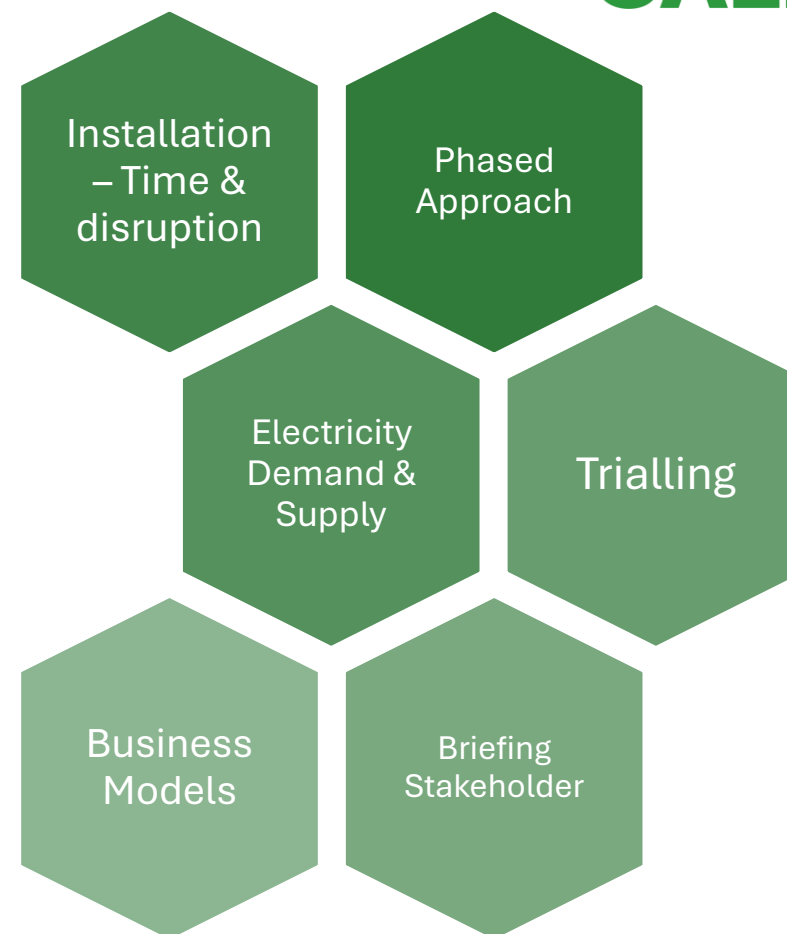 Installation
– Time &
disruption
Phased
Approach
Electricity
Demand &
Supply
Trialling
Business
Models
Briefing
Stakeholder